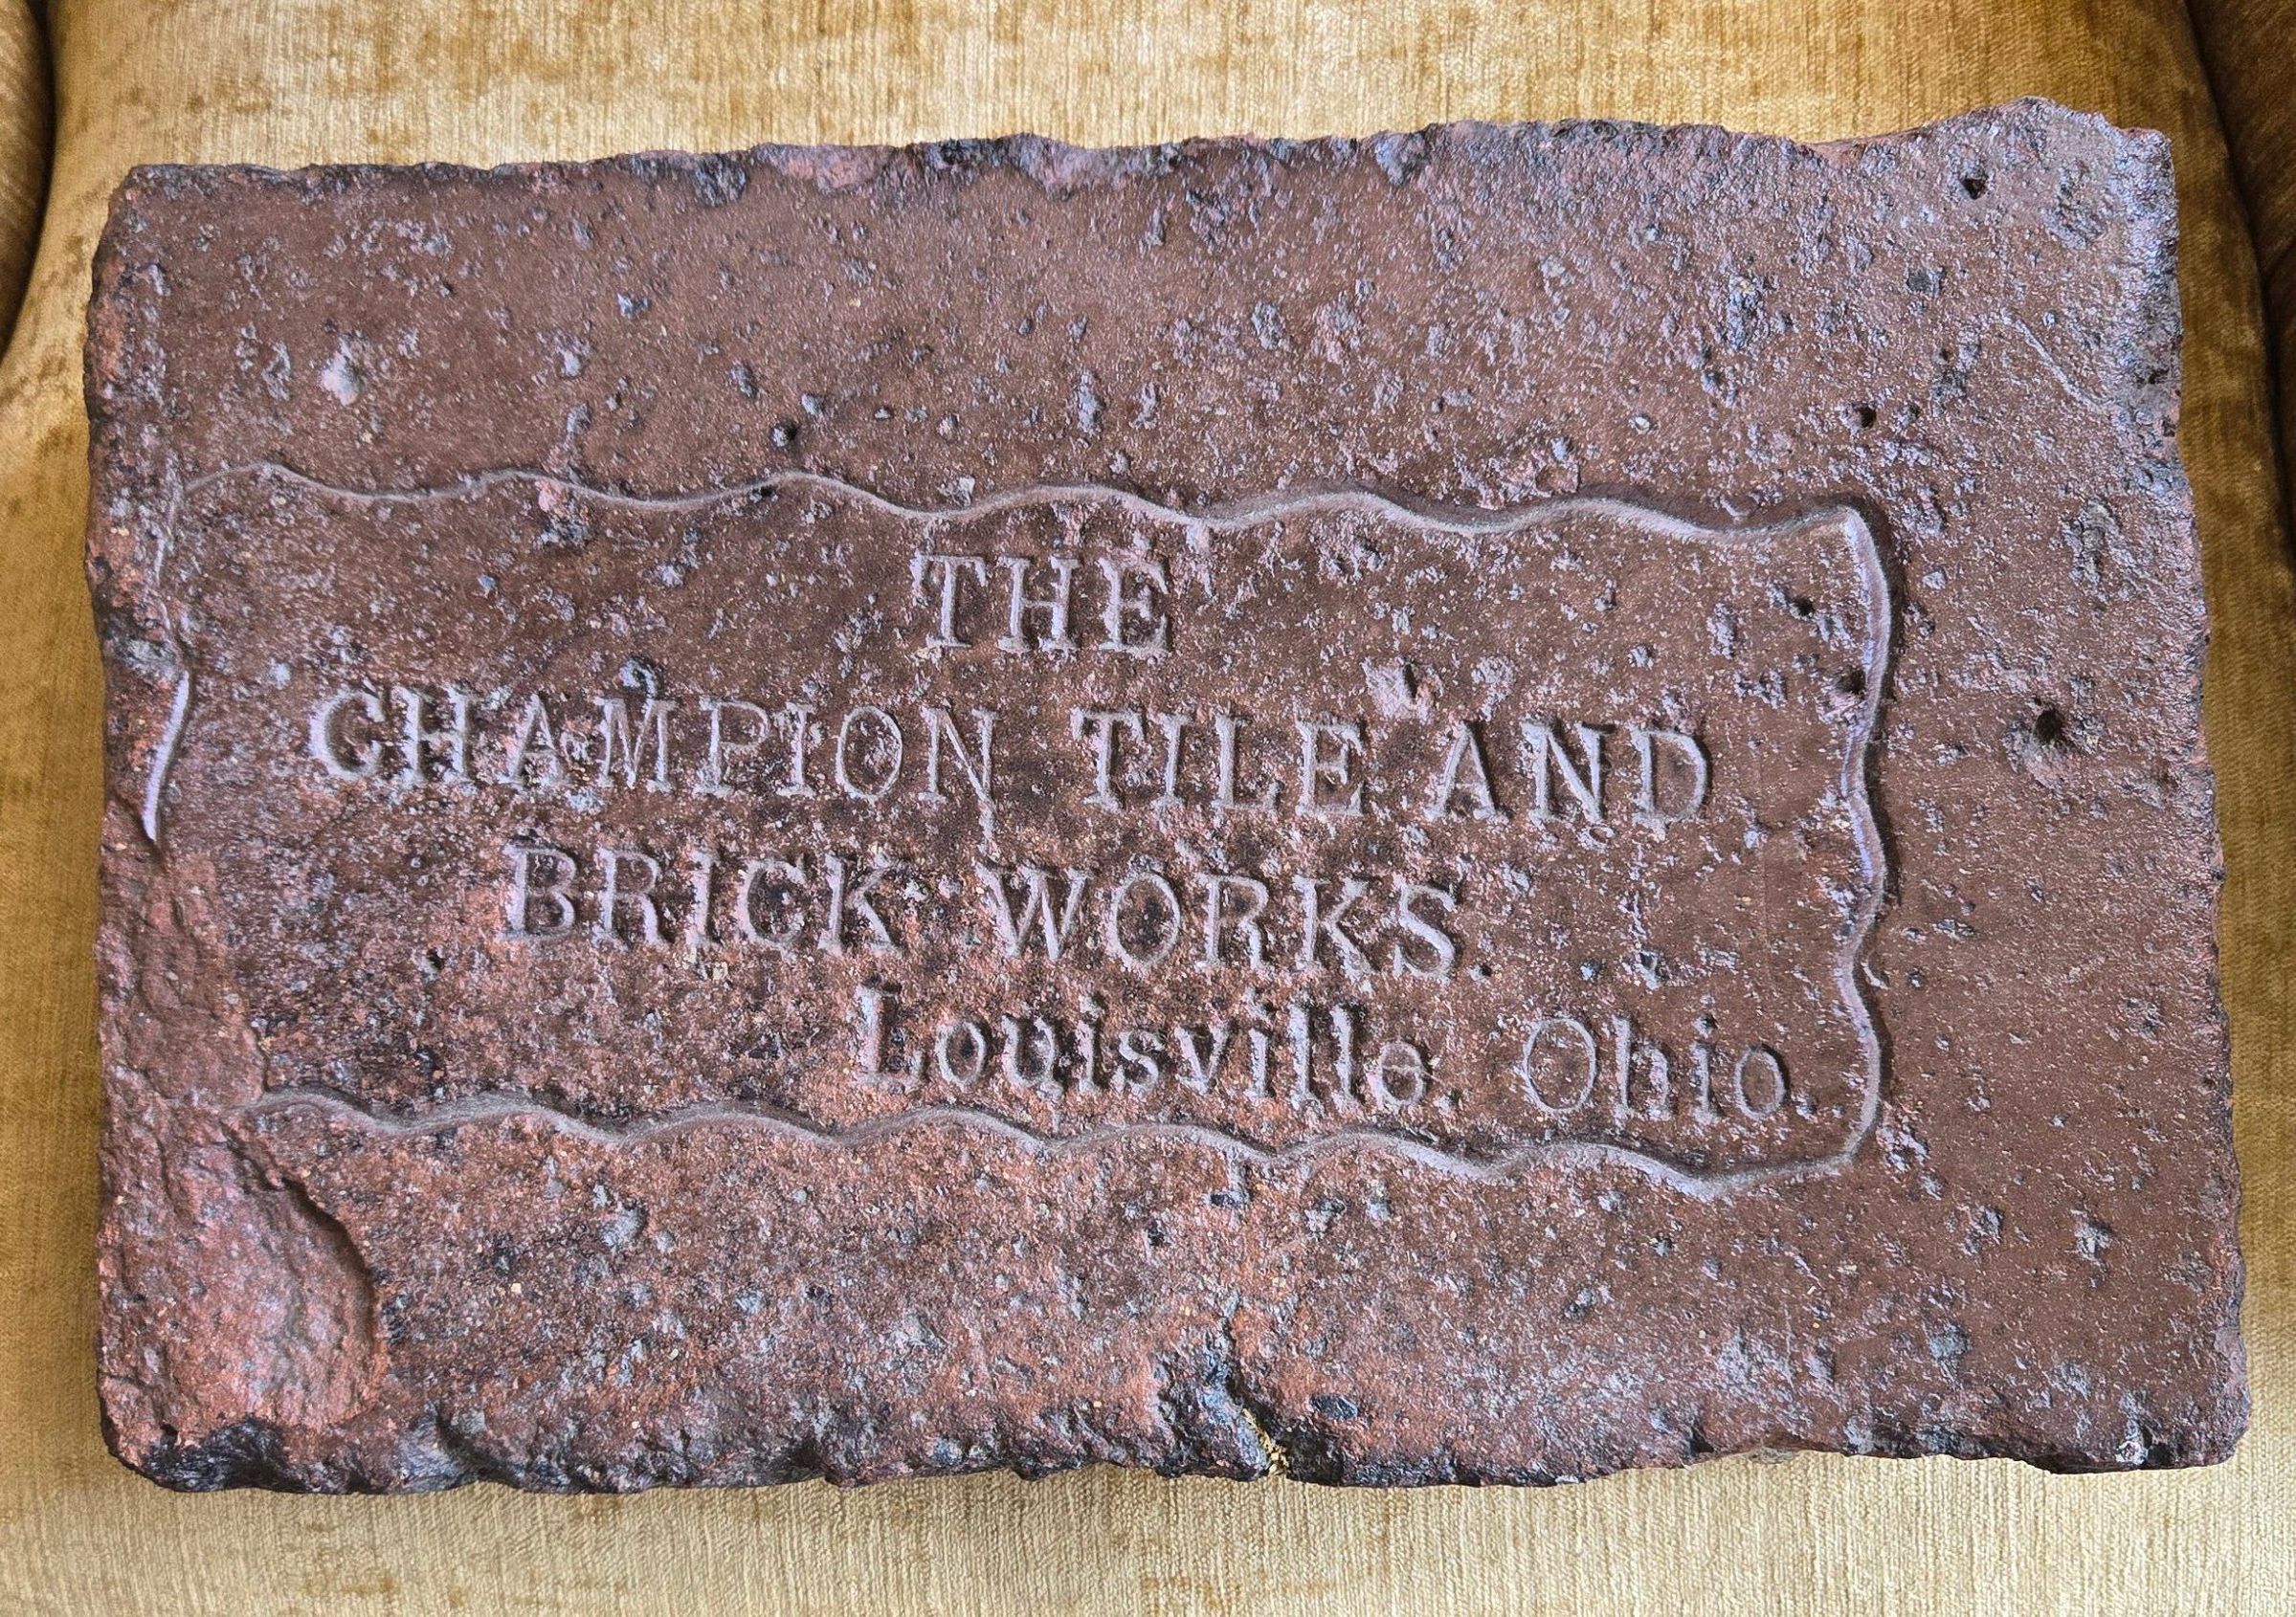 THE
CHAMPION TILE AND
BRICK WORKS.
Louisville. Ohio.